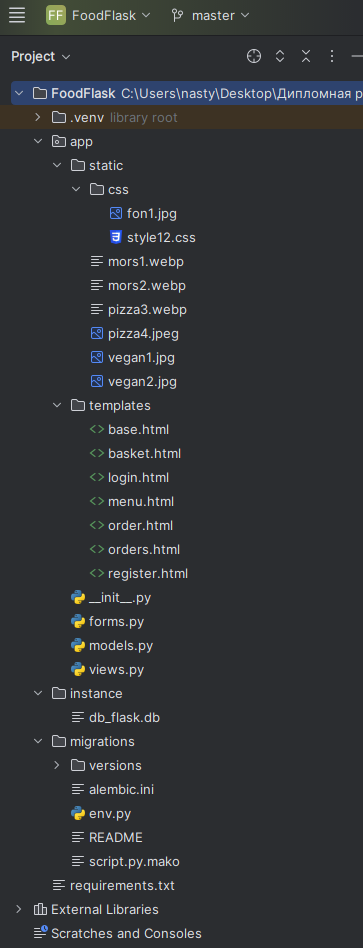 FF FoodFlask master
Project
FoodFlask C:\Users\nasty\Desktop\Дипломная р
.venv library root
app
static
css
fon1.jpg
style12.css
mors1.webp
mors2.webp
pizza3.webp
pizza4.jpeg
vegan1.jpg
vegan2.jpg
templates
base.html
basket.html
login.html
menu.html
order.html
orders.html
register.html
__init__.py
forms.py
models.py
views.py
instance
db_flask.db
migrations
versions
alembic.ini
env.py
README
script.py.mako
requirements.txt
External Libraries
Scratches and Consoles